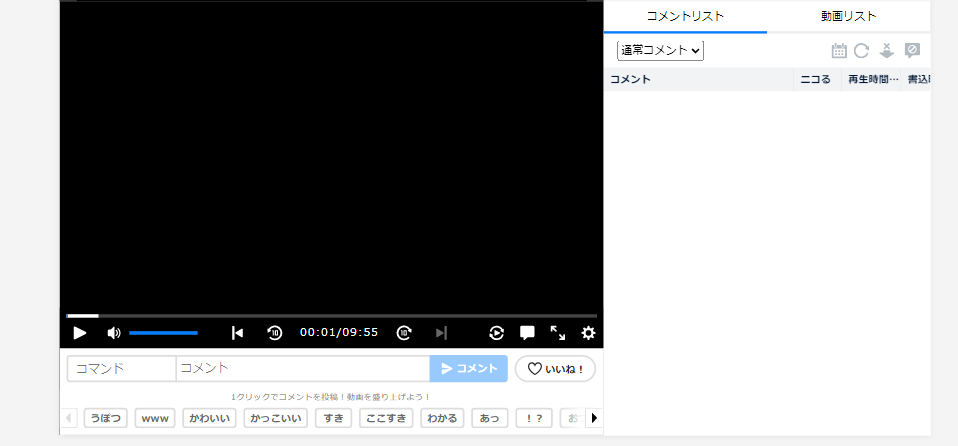 コメントリスト 動画リスト
通常コメント
コメント ニコる 再生時間… 書込
10 00:01/09:55 10
コマンド コメント コメント いいね！
1クリックでコメントを投稿！動画を盛り上げよう！
うぽつ www かわいい かっこいい すき ここすき わかる あっ ！？ お